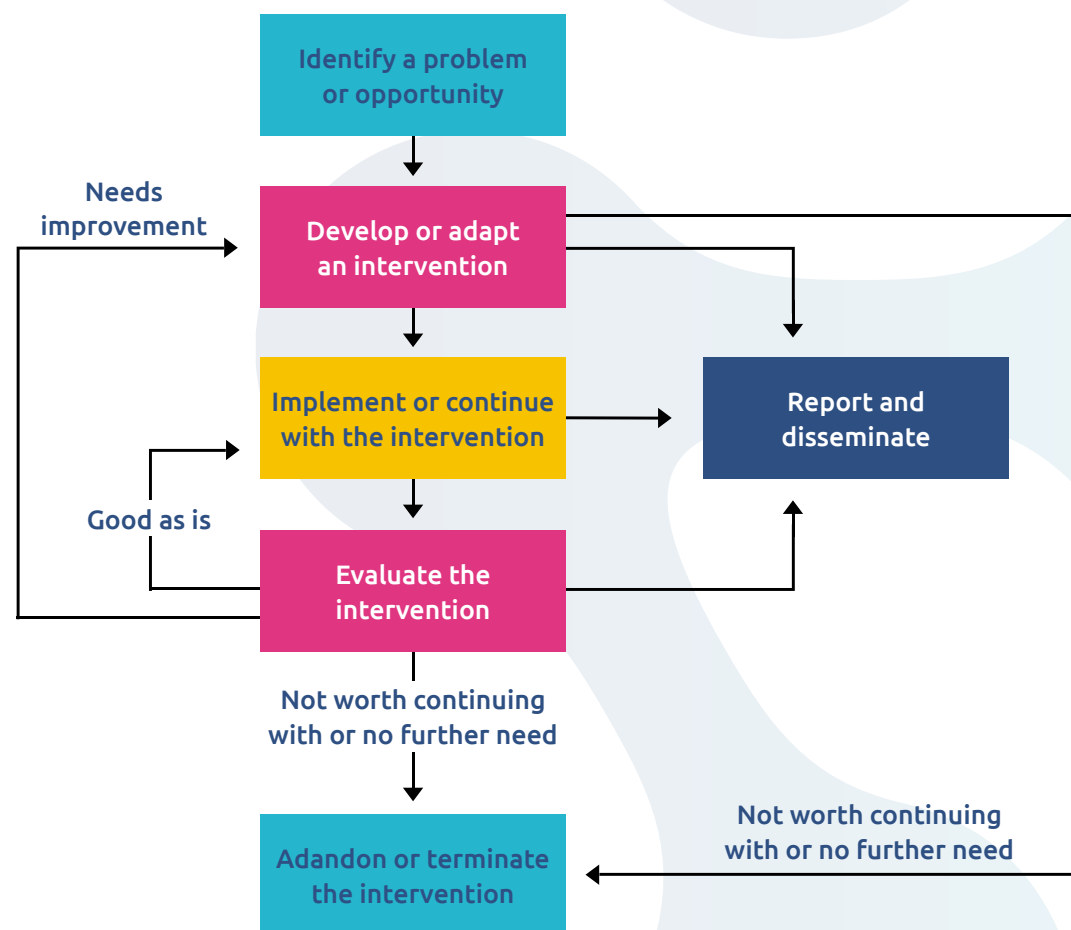 Identify a problem
or opportunity
Needs
improvement
Develop or adapt
an intervention
Implement or continue
with the intervention
Report and
disseminate
Good as is
Evaluate the
intervention
Not worth continuing
with or no further need
Not worth continuing
with or no further need
Adandon or terminate
the intervention